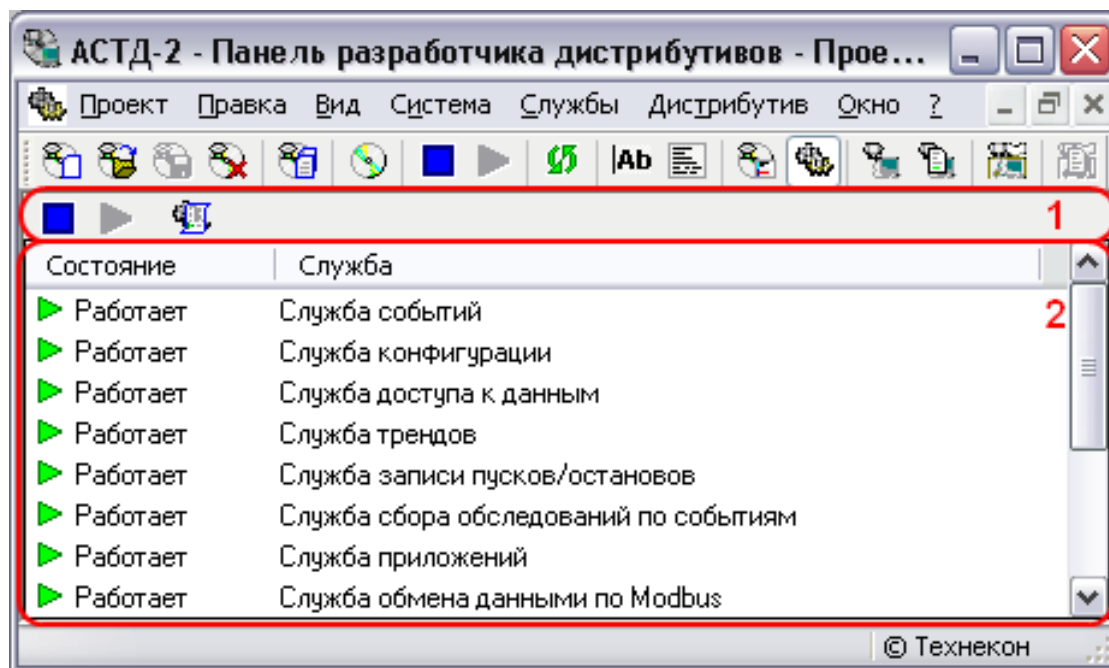 АСТД-2 - Панель разработчика дистрибутивов - Прое...
Проект Правка Вид Система Службы Дистрибутив Окно ?
Ab
1
Состояние Служба
2
Работает Служба событий
Работает Служба конфигурации
Работает Служба доступа к данным
Работает Служба трендов
Работает Служба записи пусков/остановов
Работает Служба сбора обследований по событиям
Работает Служба приложений
Работает Служба обмена данными по Modbus
© Технекон